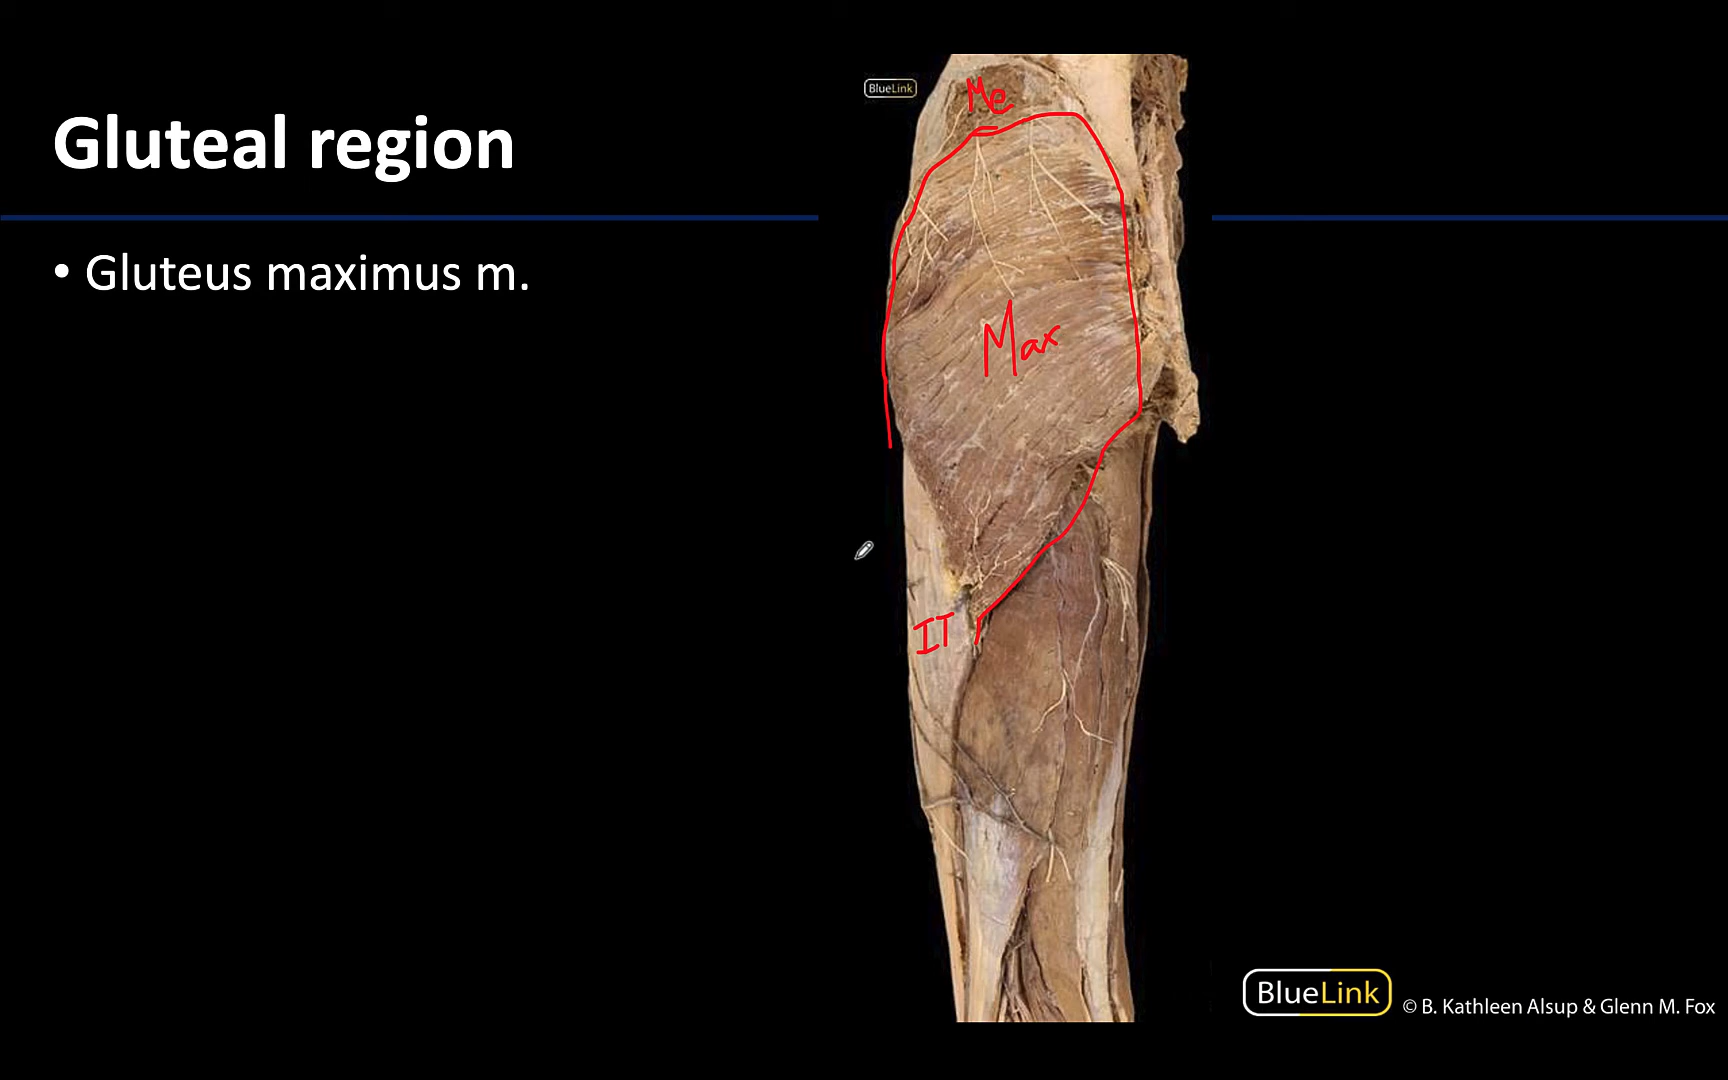 Gluteal region
• Gluteus maximus m.
BlueLink
Me
Max
IT
BlueLink
© B. Kathleen Alsup & Glenn M. Fox